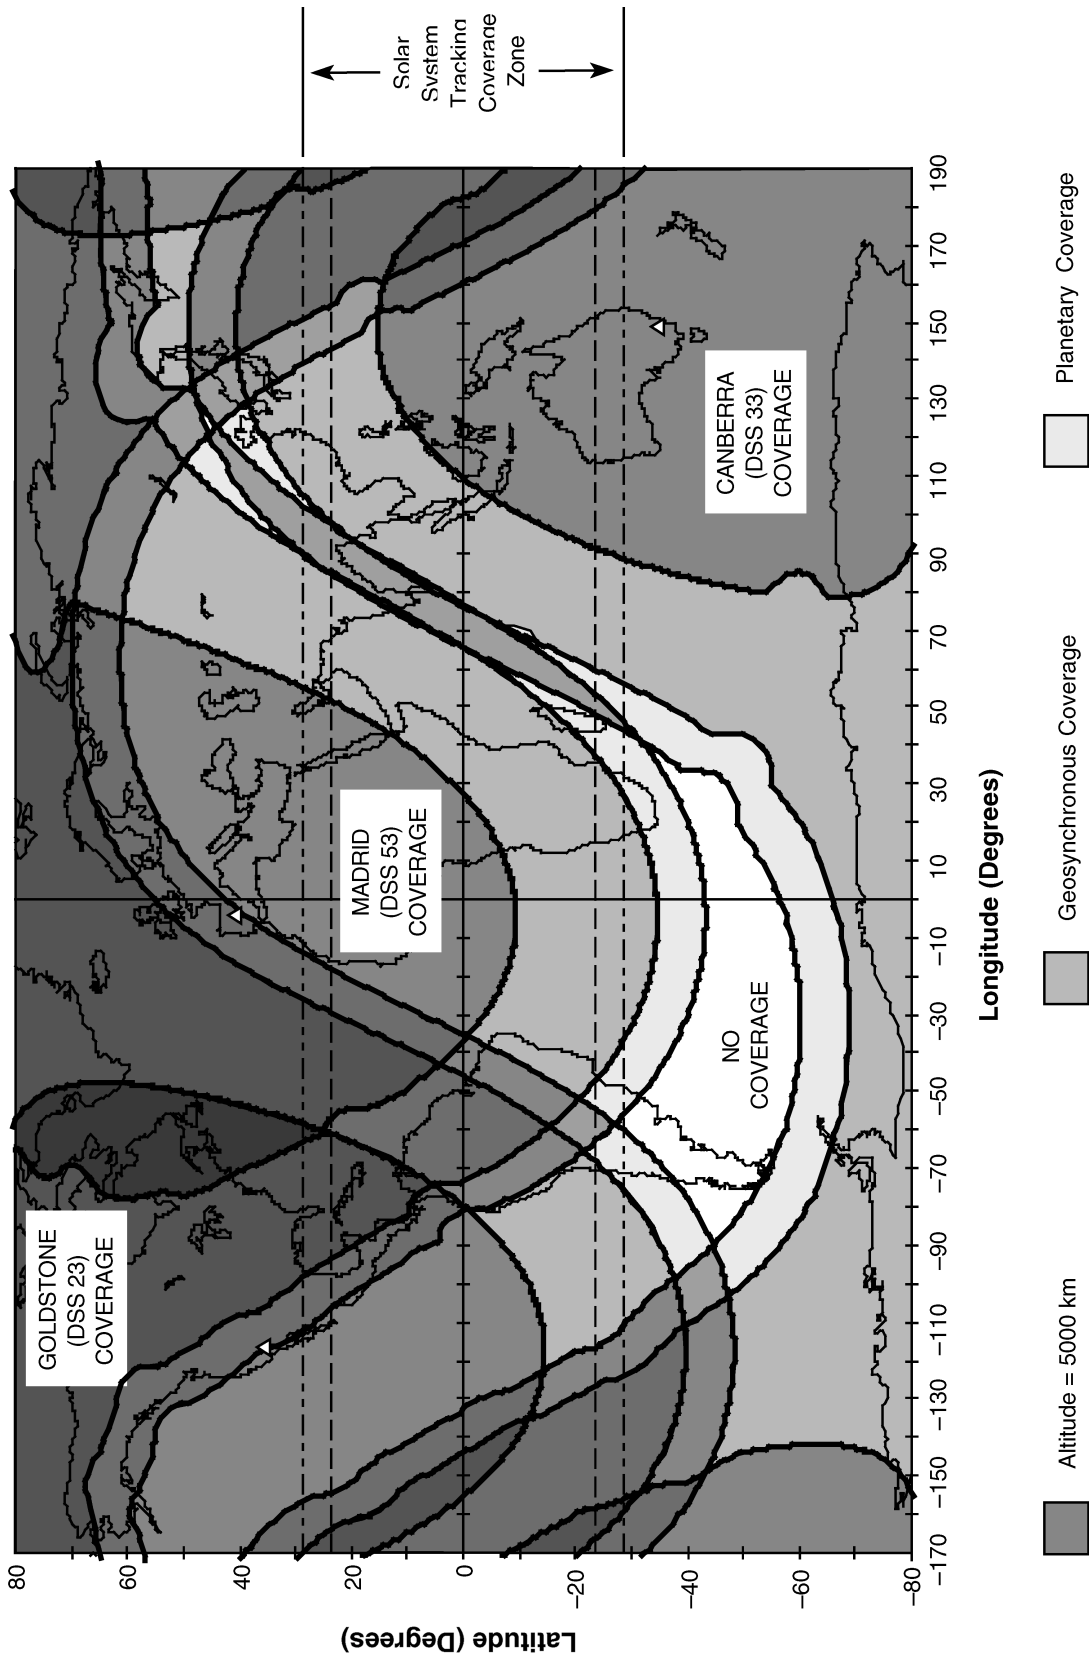 Solar
System
Tracking
Coverage
Zone
GOLDSTONE
(DSS 23)
COVERAGE
MADRID
(DSS 53)
COVERAGE
CANBERRA
(DSS 33)
COVERAGE
NO
COVERAGE
Latitude (Degrees)
80
60
40
20
0
–20
–40
–60
–80
–170
–150
–130
–110
–90
–70
–50
–30
–10
10
30
50
70
90
110
130
150
170
190
Longitude (Degrees)
Altitude = 5000 km
Geosynchronous Coverage
Planetary Coverage